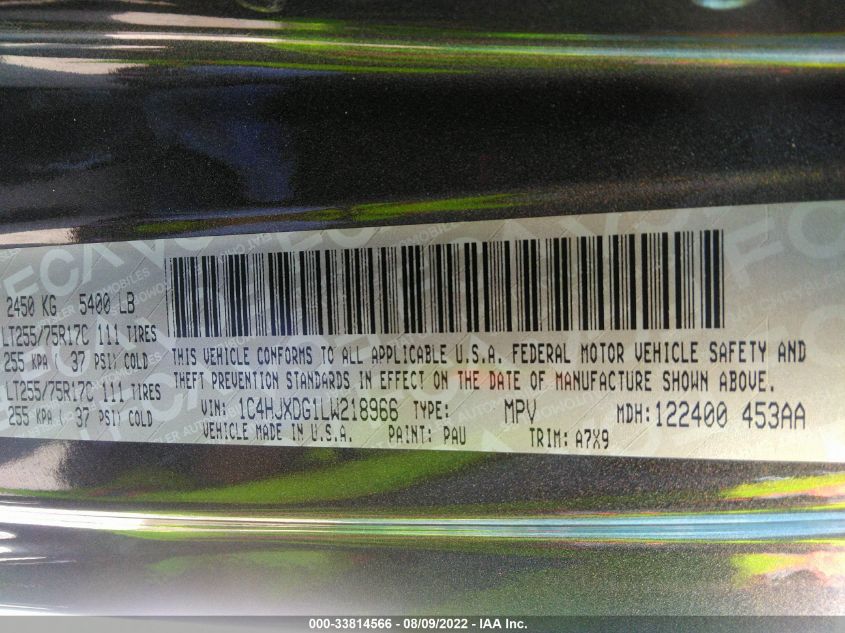 2450 KG 5400 LB
LT255/75R17C 111 TIRES
255 KPA / 37 PSI COLD
LT255/75R17C 111 TIRES
255 KPA / 37 PSI COLD
THIS VEHICLE CONFORMS TO ALL APPLICABLE U.S.A. FEDERAL MOTOR VEHICLE SAFETY AND
THEFT PREVENTION STANDARDS IN EFFECT ON THE DATE OF MANUFACTURE SHOWN ABOVE.
VIN: 1C4HJXDG1LW218966 TYPE: MPV MDH: 122400 453AA
VEHICLE MADE IN U.S.A. PAINT: PAU TRIM: A7X9
000-33814566 - 08/09/2022 - IAA Inc.